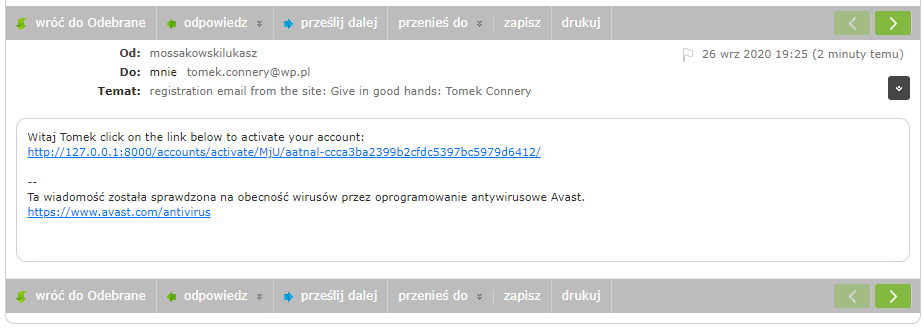 wróć do Odebrane odpowiedz prześlij dalej przenieś do zapisz drukuj
Od: mossakowskilukasz 26 wrz 2020 19:25 (2 minuty temu)
Do: mnie tomek.connery@wp.pl
Temat: registration email from the site: Give in good hands: Tomek Connery
Witaj Tomek click on the link below to activate your account:
http://127.0.0.1:8000/accounts/activate/MjU/aatnal-ccca3ba2399b2cfdc5397bc5979d6412/
--
Ta wiadomość została sprawdzona na obecność wirusów przez oprogramowanie antywirusowe Avast.
https://www.avast.com/antivirus
wróć do Odebrane odpowiedz prześlij dalej przenieś do zapisz drukuj